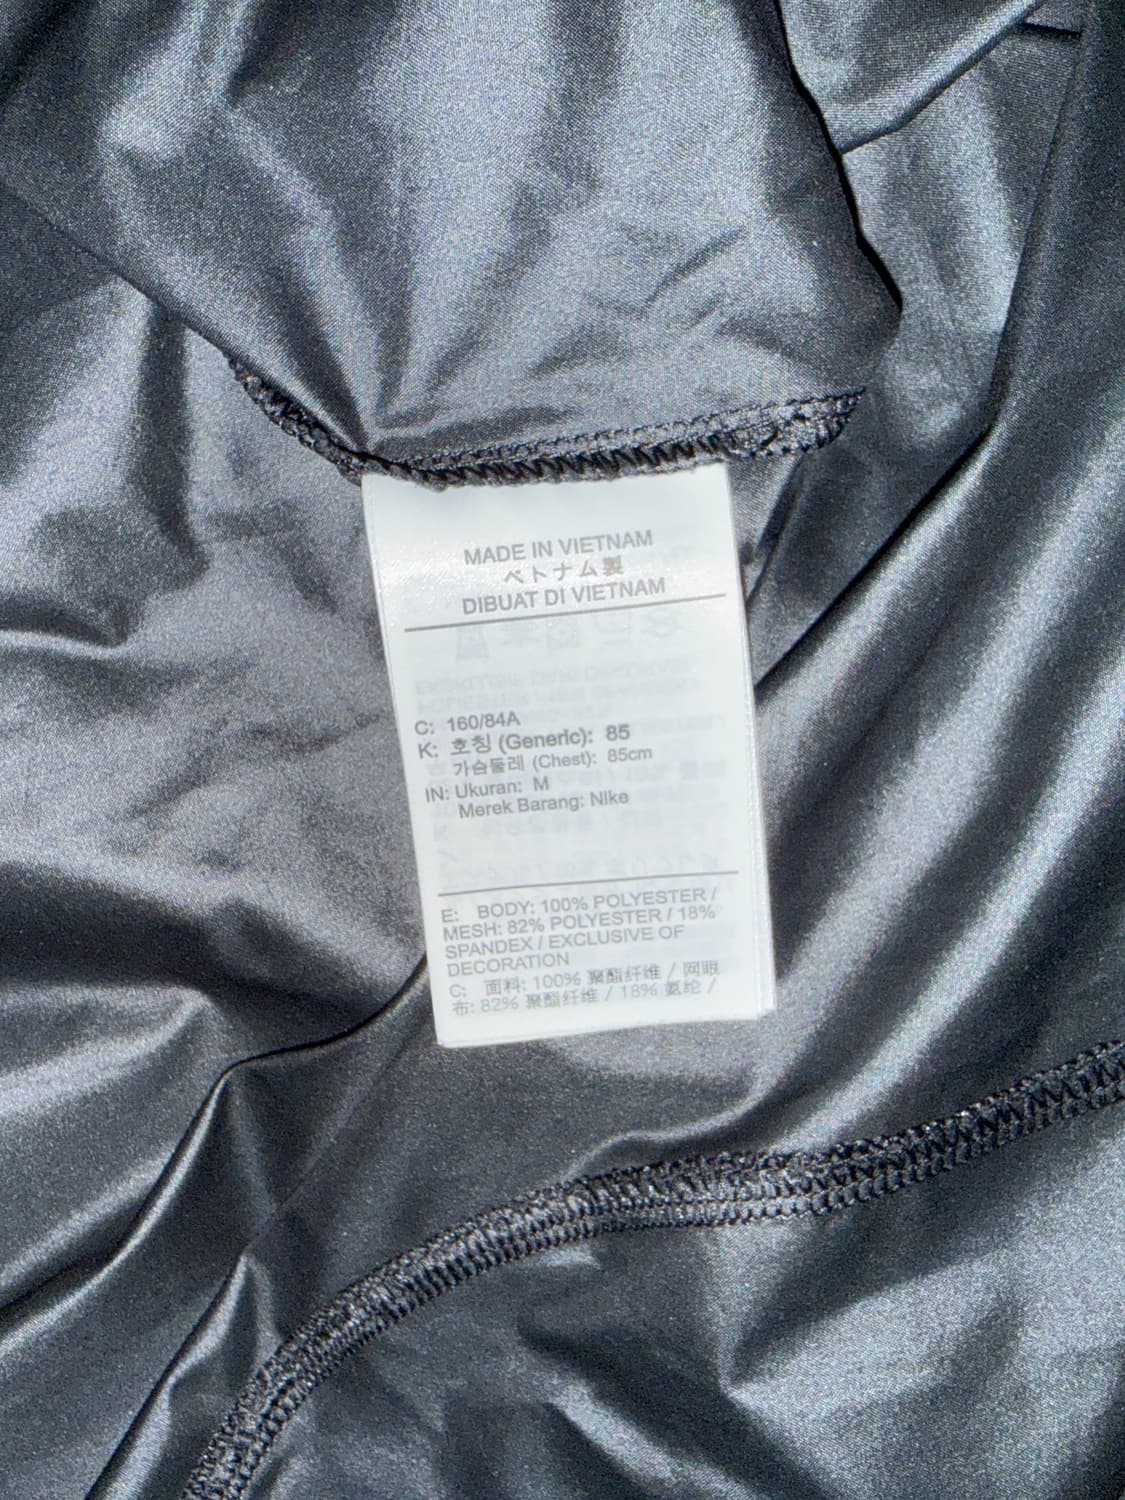 MADE IN VIETNAM
ベトナム製
DIBUAT DI VIETNAM
C: 160/84A
K: 호칭 (Generic): 85
가슴둘레 (Chest): 85cm
IN: Ukuran: M
Merek Barang: Nike
E: BODY: 100% POLYESTER /
MESH: 82% POLYESTER / 18%
SPANDEX / EXCLUSIVE OF
DECORATION
C: 面料: 100% 聚酯纤维 / 网眼
布: 82% 聚酯纤维 / 18% 氨纶 /